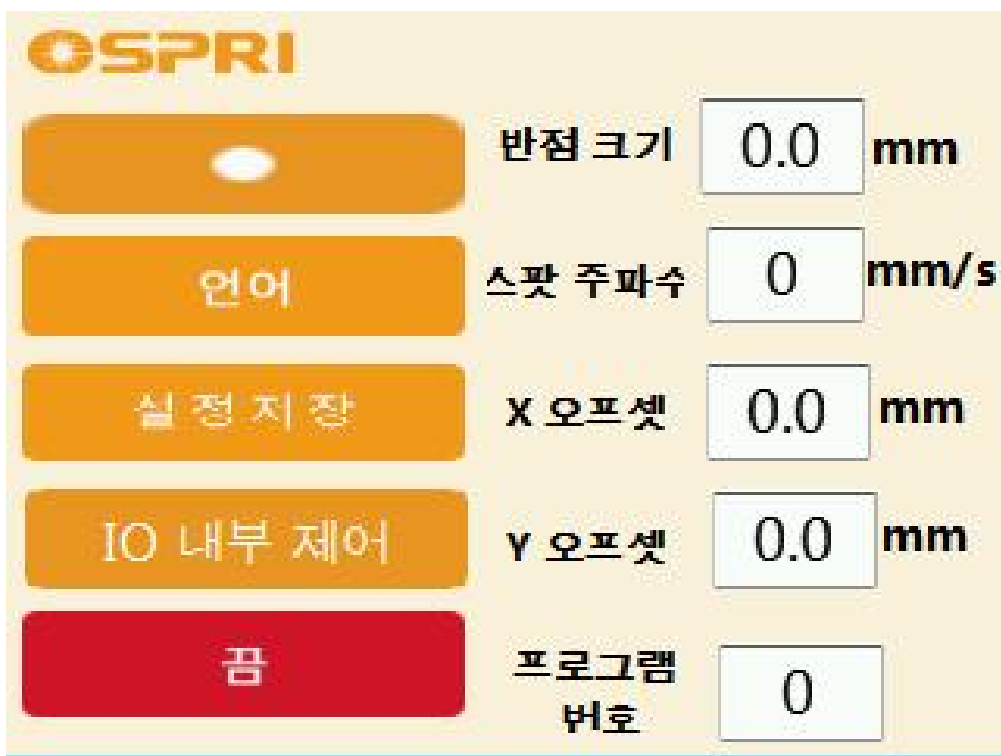 OSPRI
반점 크기 0.0 mm
언어 스팟 주파수 0 mm/s
설정지장 X 오프셋 0.0 mm
IO 내부 제어 Y 오프셋 0.0 mm
끔 프로그램
번호 0